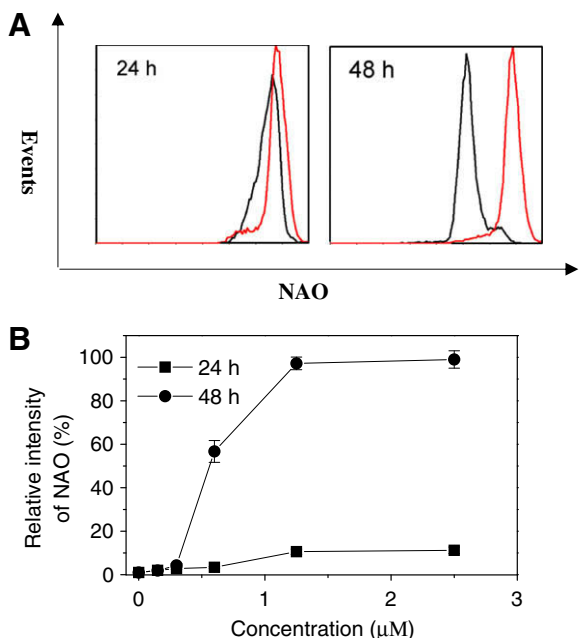 A
24 h
48 h
Events
NAO
B
100
80
60
40
20
0
24 h
48 h
Relative intensity
of NAO (%)
0
1
2
3
Concentration (μM)